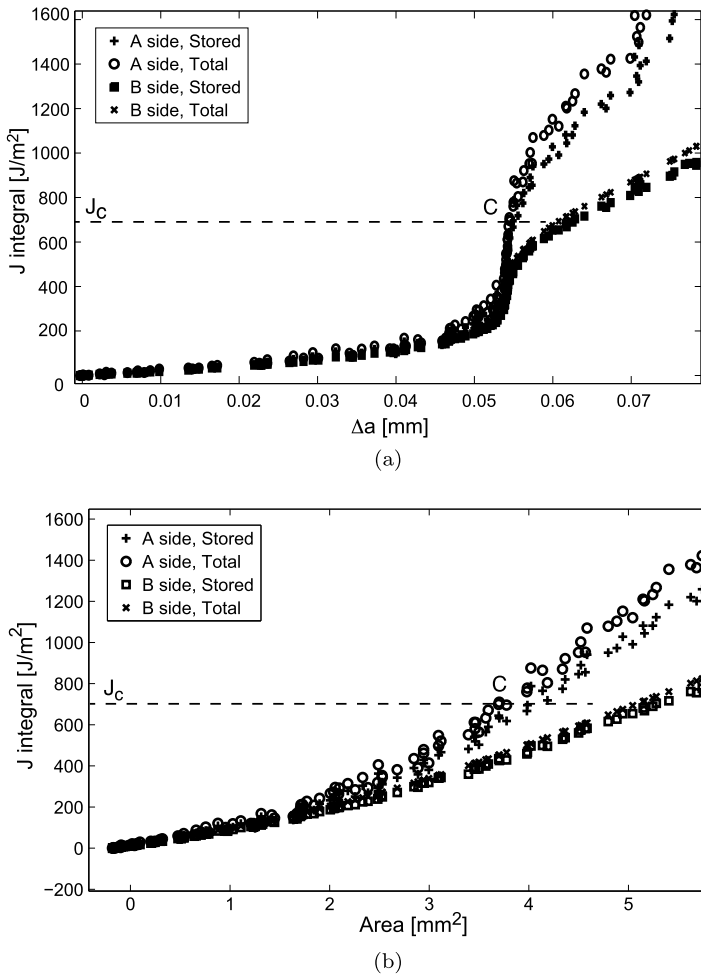 1600
1400
1200
1000
800
600
400
200
0
J integral [J/m²]
A side, Stored
A side, Total
B side, Stored
B side, Total
J_C
C
0 0.01 0.02 0.03 0.04 0.05 0.06 0.07
Δa [mm]
(a)
1600
1400
1200
1000
800
600
400
200
0
−200
J integral [J/m²]
A side, Stored
A side, Total
B side, Stored
B side, Total
J_C
C
0 1 2 3 4 5
Area [mm²]
(b)